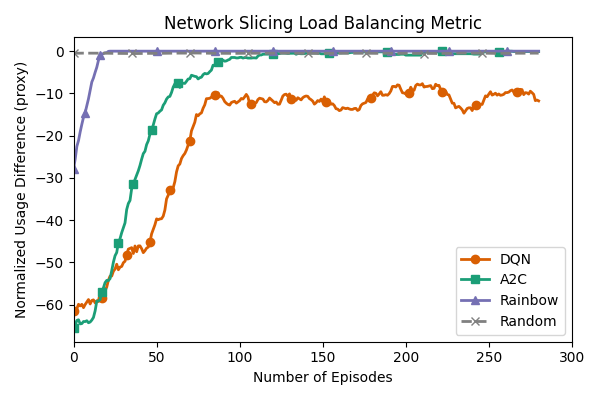 Network Slicing Load Balancing Metric
Normalized Usage Difference (proxy)
0
−10
−20
−30
−40
−50
−60
0
50
100
150
200
250
300
Number of Episodes
DQN
A2C
Rainbow
Random